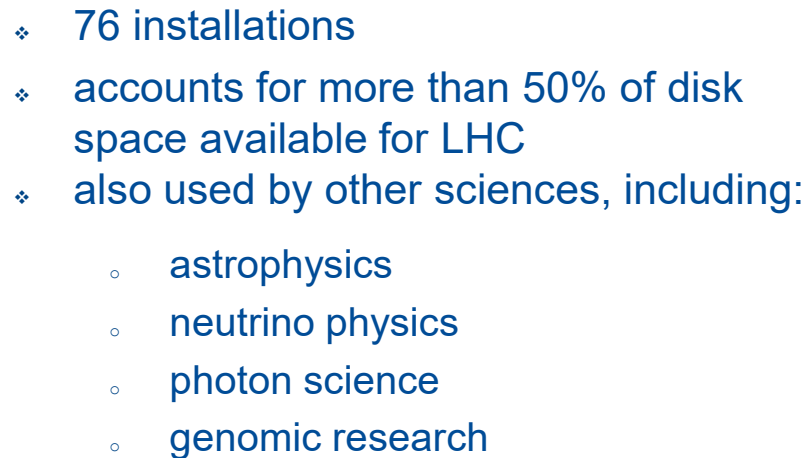 ❖ 76 installations
❖ accounts for more than 50% of disk
space available for LHC
❖ also used by other sciences, including:
○ astrophysics
○ neutrino physics
○ photon science
○ genomic research